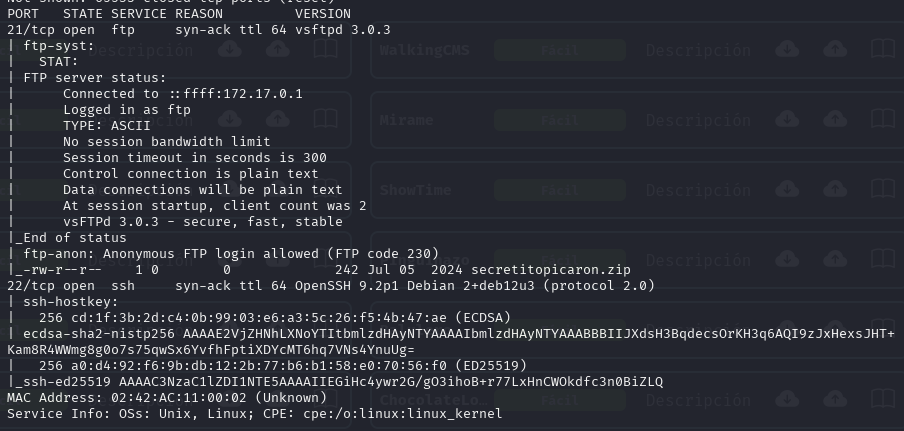 PORT   STATE SERVICE REASON         VERSION
21/tcp open  ftp     syn-ack ttl 64 vsftpd 3.0.3
| ftp-syst:
|   STAT:
| FTP server status:
|      Connected to ::ffff:172.17.0.1
|      Logged in as ftp
|      TYPE: ASCII
|      No session bandwidth limit
|      Session timeout in seconds is 300
|      Control connection is plain text
|      Data connections will be plain text
|      At session startup, client count was 2
|      vsFTPd 3.0.3 - secure, fast, stable
|_End of status
| ftp-anon: Anonymous FTP login allowed (FTP code 230)
|_-rw-r--r--    1 0        0             242 Jul 05  2024 secretitopicaron.zip
22/tcp open  ssh     syn-ack ttl 64 OpenSSH 9.2p1 Debian 2+deb12u3 (protocol 2.0)
| ssh-hostkey:
|   256 cd:1f:3b:2d:c4:0b:99:03:e6:a3:5c:26:f5:4b:47:ae (ECDSA)
| ecdsa-sha2-nistp256 AAAAE2VjZHNhLXNoYTItbmlzdHAyNTYAAAAIbmlzdHAyNTYAAABBBIIJXdsH3BqdecsOrKH3q6AQI9zJxHexsJHT+
Kam8R4WWmg8g0o7s75qwSx6YvfhFptiXDYcMT6hq7VNs4YnuUg=
|   256 a0:d4:92:f6:9b:db:12:2b:77:b6:b1:58:e0:70:56:f0 (ED25519)
|_ssh-ed25519 AAAAC3NzaC1lZDI1NTE5AAAAIIEGiHc4ywr2G/gO3ihoB+r77LxHnCWOkdfc3n0BiZLQ
MAC Address: 02:42:AC:11:00:02 (Unknown)
Service Info: OSs: Unix, Linux; CPE: cpe:/o:linux:linux_kernel
Descripción
WalkingCMS
Fácil
Descripción
Mirame
Descripción
ShowTime
Fácil
Descripción